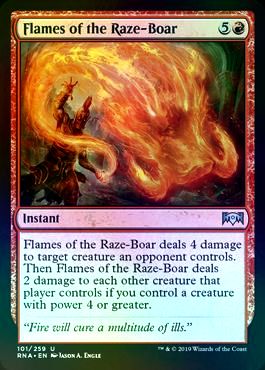 Flames of the Raze-Boar 5
Instant
Flames of the Raze-Boar deals 4 damage
to target creature an opponent controls.
Then Flames of the Raze-Boar deals
2 damage to each other creature that
player controls if you control a creature
with power 4 or greater.
"Fire will cure a multitude of ills."
101/259 U
RNA • EN Jason A. Engle
™ & © 2019 Wizards of the Coast